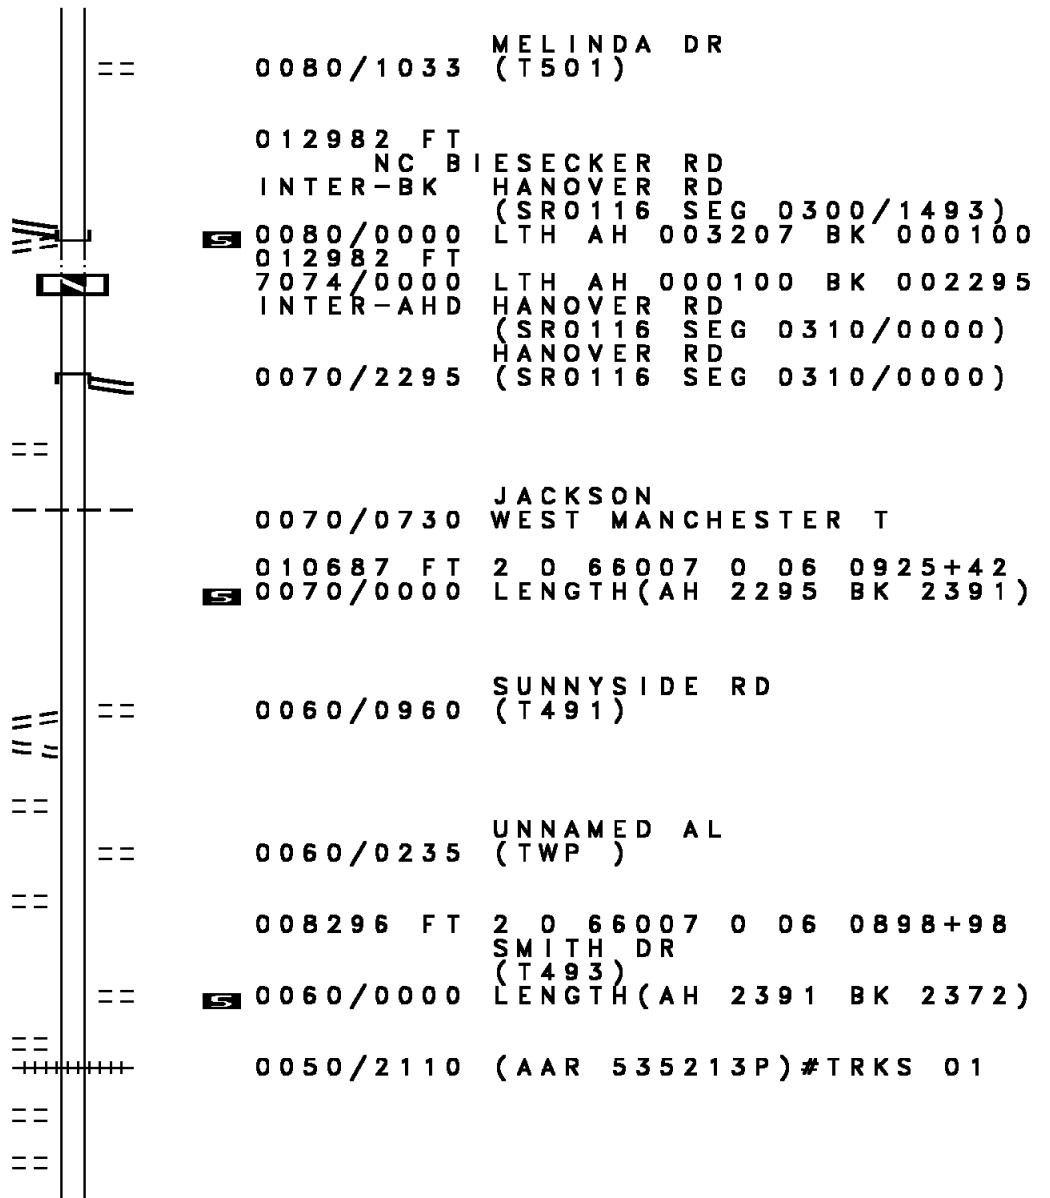 MELINDA DR
0080/1033 (T501)
012982 FT
NC BIESECKER RD
INTER-BK HANOVER RD
(SR0116 SEG 0300/1493)
S 0080/0000 LTH AH 003207 BK 000100
012982 FT
7074/0000 LTH AH 000100 BK 002295
INTER-AHD HANOVER RD
(SR0116 SEG 0310/0000)
HANOVER RD
0070/2295 (SR0116 SEG 0310/0000)
JACKSON
0070/0730 WEST MANCHESTER T
010687 FT 2 0 66007 0 06 0925+42
S 0070/0000 LENGTH(AH 2295 BK 2391)
SUNNYSIDE RD
0060/0960 (T491)
UNNAMED AL
0060/0235 (TWP )
008296 FT 2 0 66007 0 06 0898+98
SMITH DR
(T493)
S 0060/0000 LENGTH(AH 2391 BK 2372)
0050/2110 (AAR 535213P)#TRKS 01